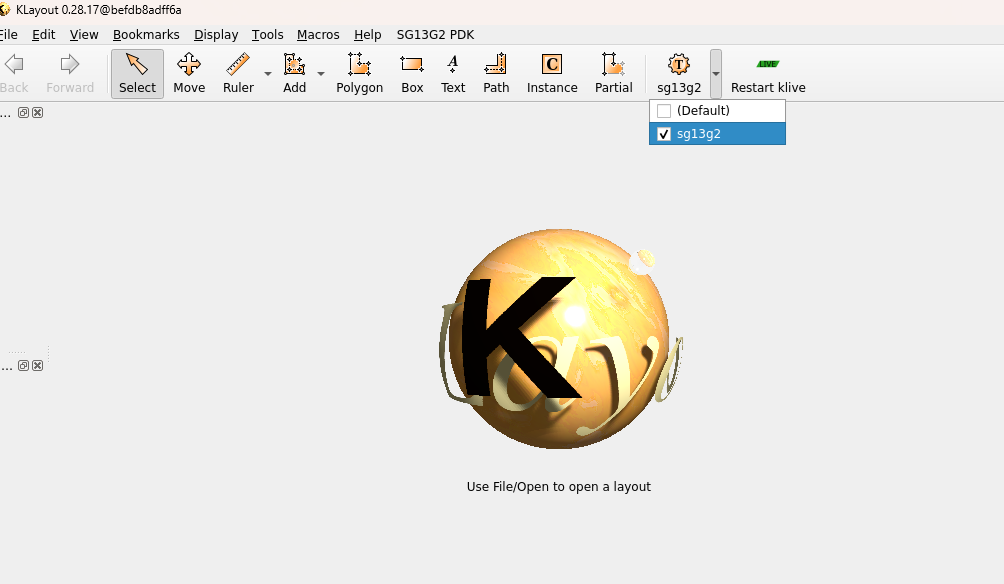 KLayout 0.28.17@befdb8adff6a
File Edit View Bookmarks Display Tools Macros Help SG13G2 PDK
Back Forward Select Move Ruler Add Polygon Box Text Path Instance Partial sg13g2 LIVE Restart klive
...
(Default)
sg13g2
KLayout
...
Use File/Open to open a layout